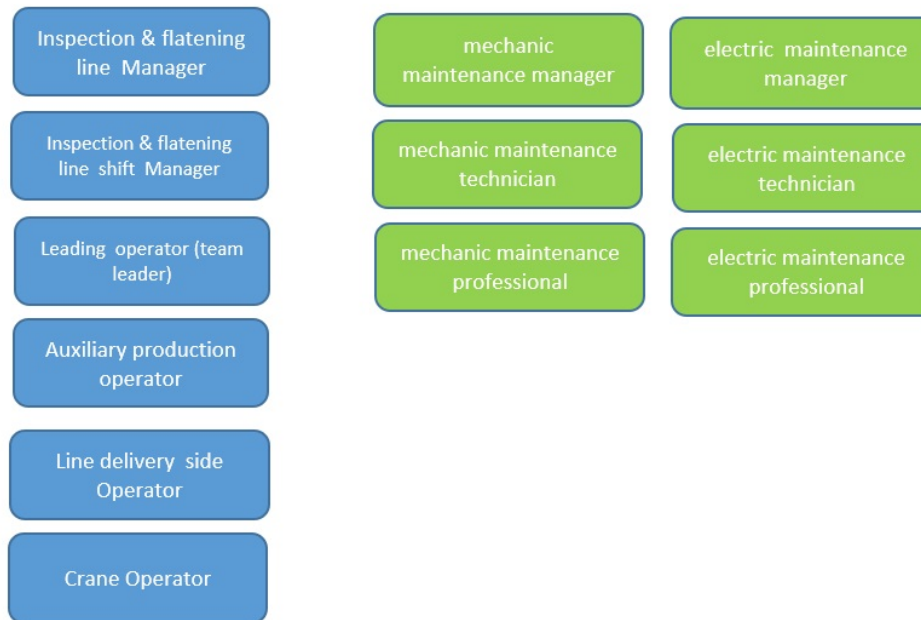 Inspection & flatening
line Manager
Inspection & flatening
line shift Manager
Leading operator (team
leader)
Auxiliary production
operator
Line delivery side
Operator
Crane Operator
mechanic
maintenance manager
mechanic maintenance
technician
mechanic maintenance
professional
electric maintenance
manager
electric maintenance
technician
electric maintenance
professional